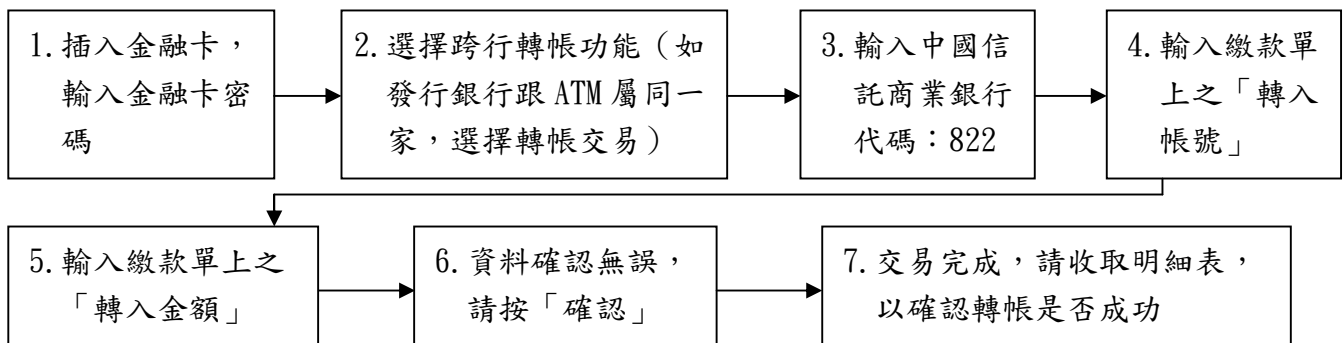 1.插入金融卡，
輸入金融卡密
碼
2.選擇跨行轉帳功能（如
發行銀行跟 ATM 屬同一
家，選擇轉帳交易）
3.輸入中國信
託商業銀行
代碼：822
4.輸入繳款單
上之「轉入
帳號」
5.輸入繳款單上之
「轉入金額」
6.資料確認無誤，
請按「確認」
7.交易完成，請收取明細表，
以確認轉帳是否成功